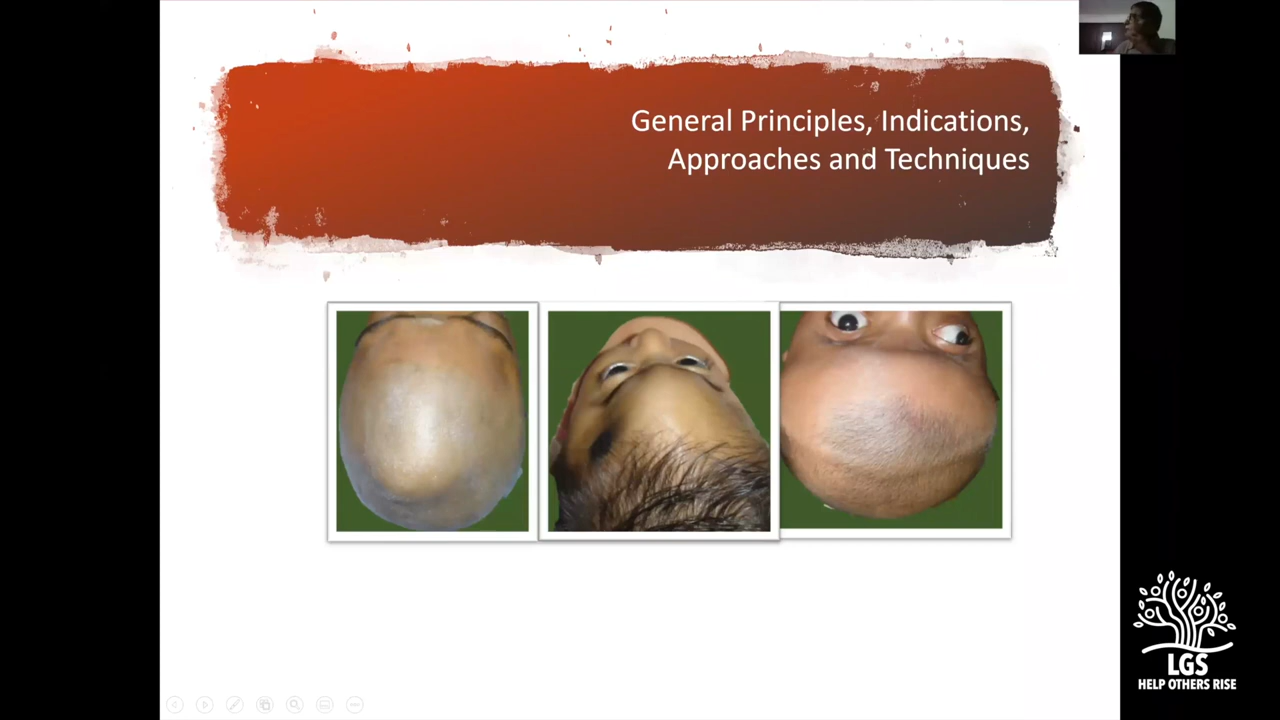 General Principles, Indications,
Approaches and Techniques
LGS
HELP OTHERS RISE